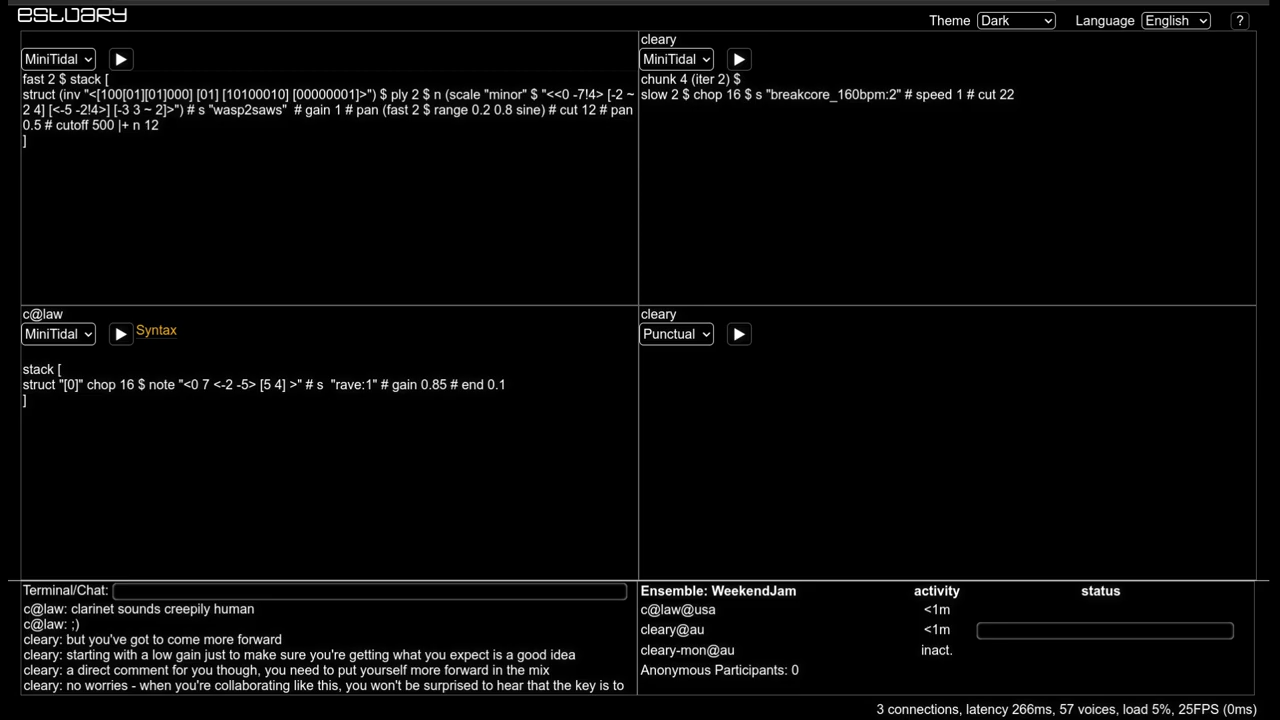 estuary
Theme Dark Language English ?
MiniTidal
fast 2 $ stack [
struct (inv "<[100[01][01]000] [01] [10100010] [00000001]>") $ ply 2 $ n (scale "minor" $ "<<0 -7!4> [-2 ~
2 4] [<-5 -2!4>] [-3 3 ~ 2]>") # s "wasp2saws"  # gain 1 # pan (fast 2 $ range 0.2 0.8 sine) # cut 12 # pan
0.5 # cutoff 500 |+ n 12
]
cleary
MiniTidal
chunk 4 (iter 2) $
slow 2 $ chop 16 $ s "breakcore_160bpm:2" # speed 1 # cut 22
c@law
MiniTidal Syntax
stack [
struct "[0]" chop 16 $ note "<0 7 <-2 -5> [5 4] >" # s  "rave:1" # gain 0.85 # end 0.1
]
cleary
Punctual
Terminal/Chat:
c@law: clarinet sounds creepily human
c@law: ;)
cleary: but you've got to come more forward
cleary: starting with a low gain just to make sure you're getting what you expect is a good idea
cleary: a direct comment for you though, you need to put yourself more forward in the mix
cleary: no worries - when you're collaborating like this, you won't be surprised to hear that the key is to
Ensemble: WeekendJam activity status
c@law@usa <1m
cleary@au <1m
cleary-mon@au inact.
Anonymous Participants: 0
3 connections, latency 266ms, 57 voices, load 5%, 25FPS (0ms)